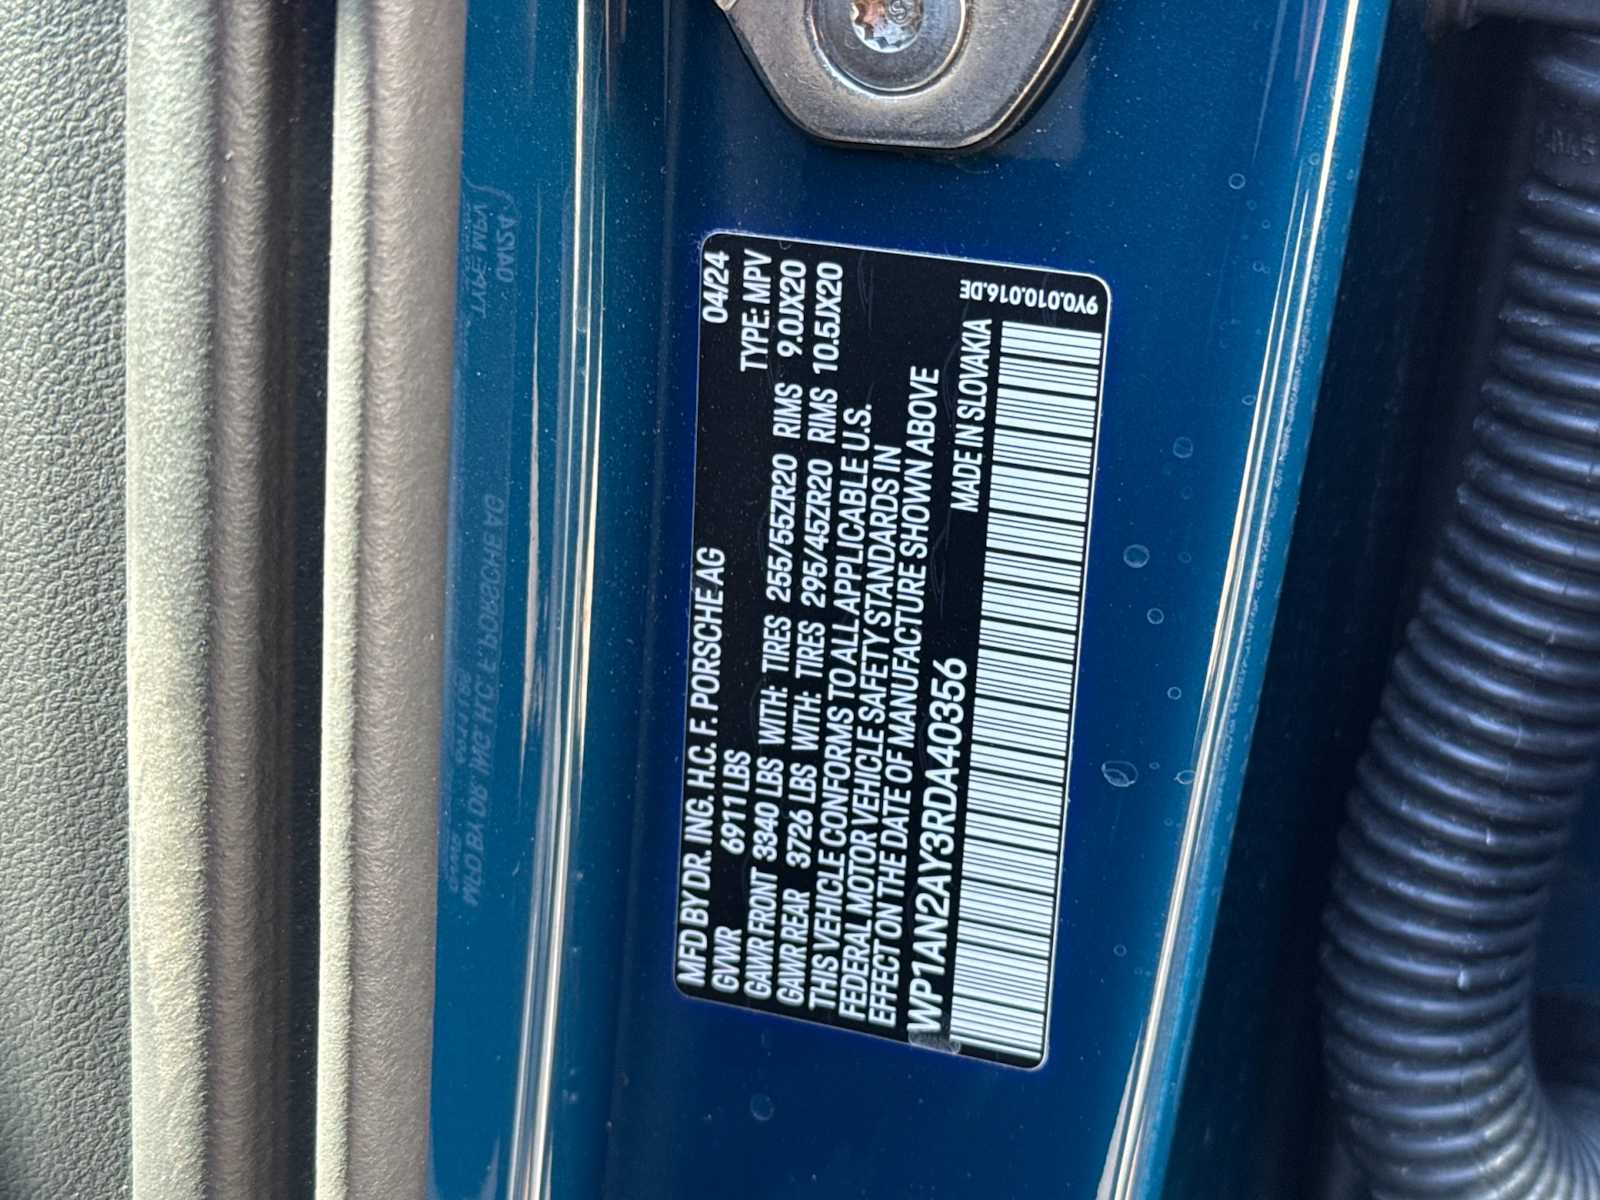 MFD BY DR. ING. H.C. F. PORSCHE AG 04/24
GVWR 6911 LBS TYPE: MPV
GAWR FRONT 3340 LBS WITH: TIRES 255/55ZR20 RIMS 9.0JX20
GAWR REAR 3726 LBS WITH: TIRES 295/45ZR20 RIMS 10.5JX20
THIS VEHICLE CONFORMS TO ALL APPLICABLE U.S.
FEDERAL MOTOR VEHICLE SAFETY STANDARDS IN
EFFECT ON THE DATE OF MANUFACTURE SHOWN ABOVE
WP1AN2AY3RDA40356 MADE IN SLOVAKIA
9Y0.010.016.DE